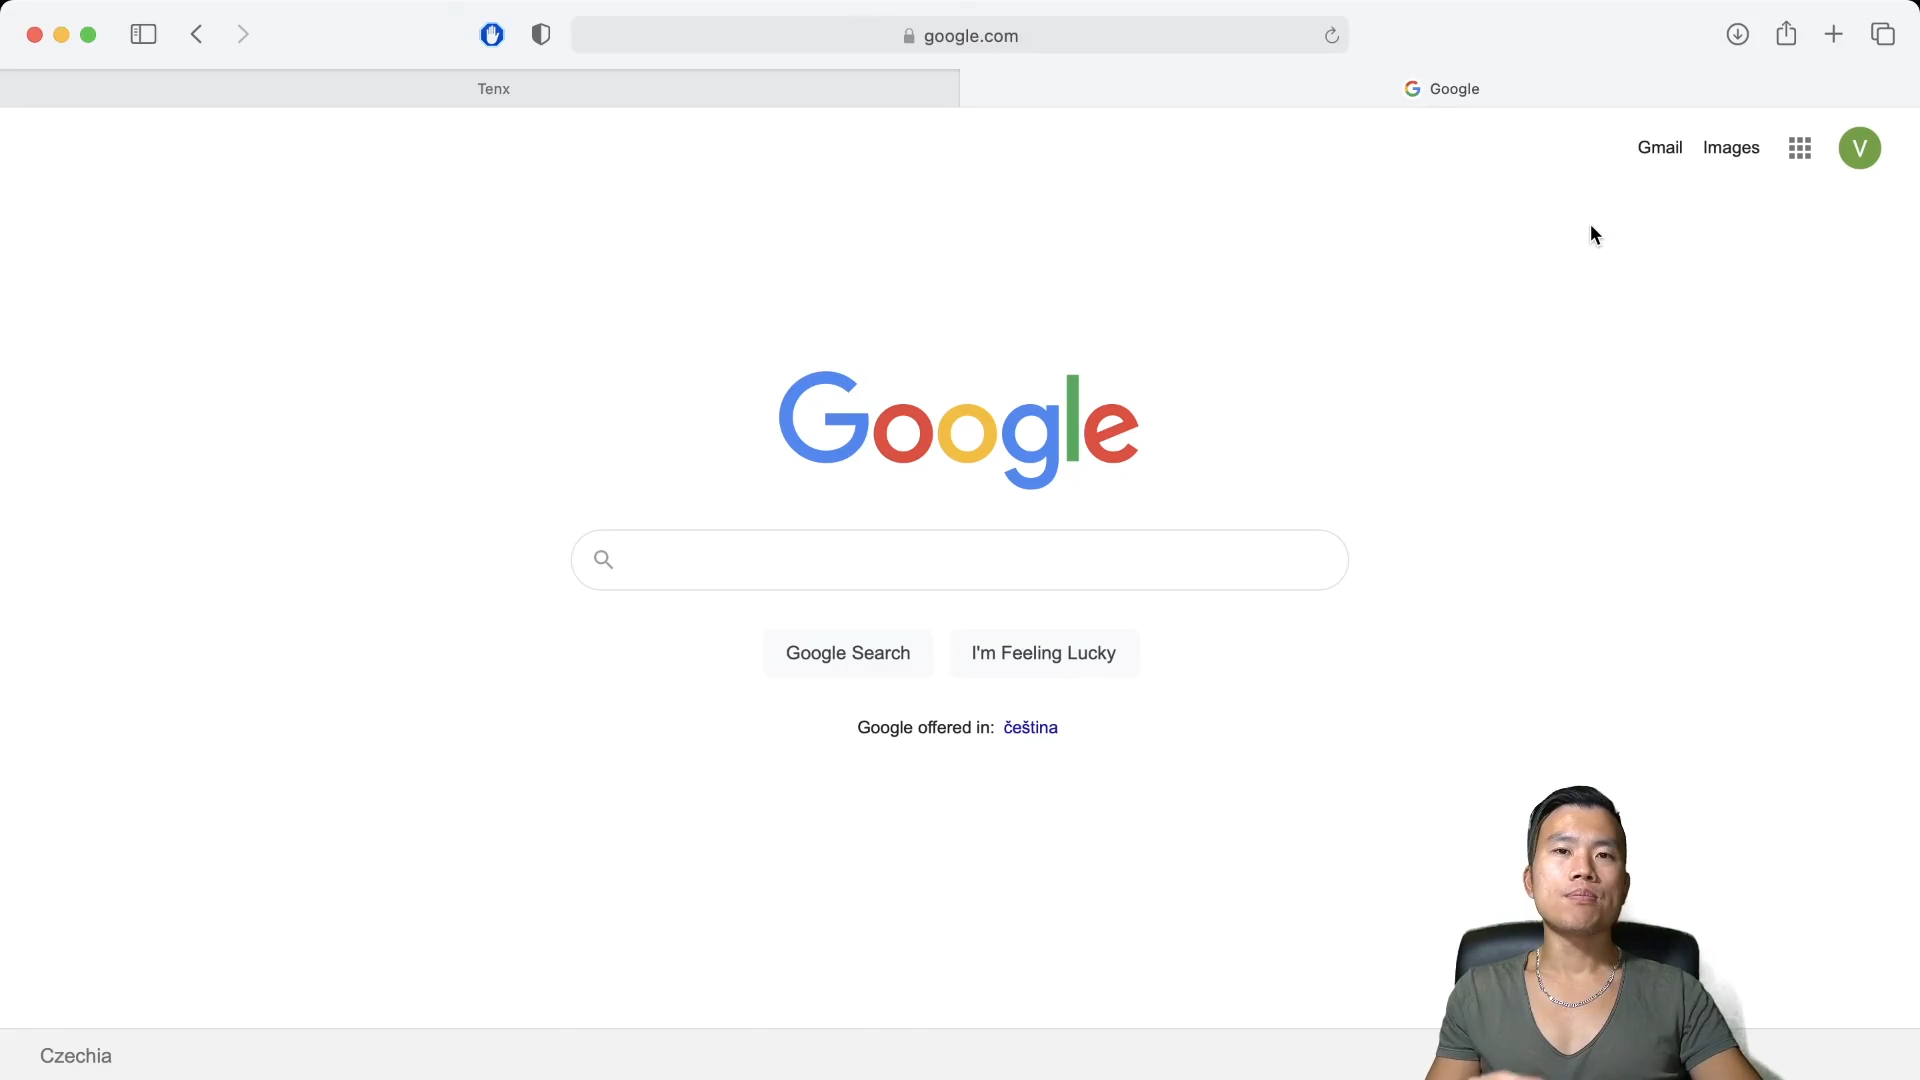 google.com
Tenx
Google
Gmail Images
V
Google
Google Search I'm Feeling Lucky
Google offered in: čeština
Czechia